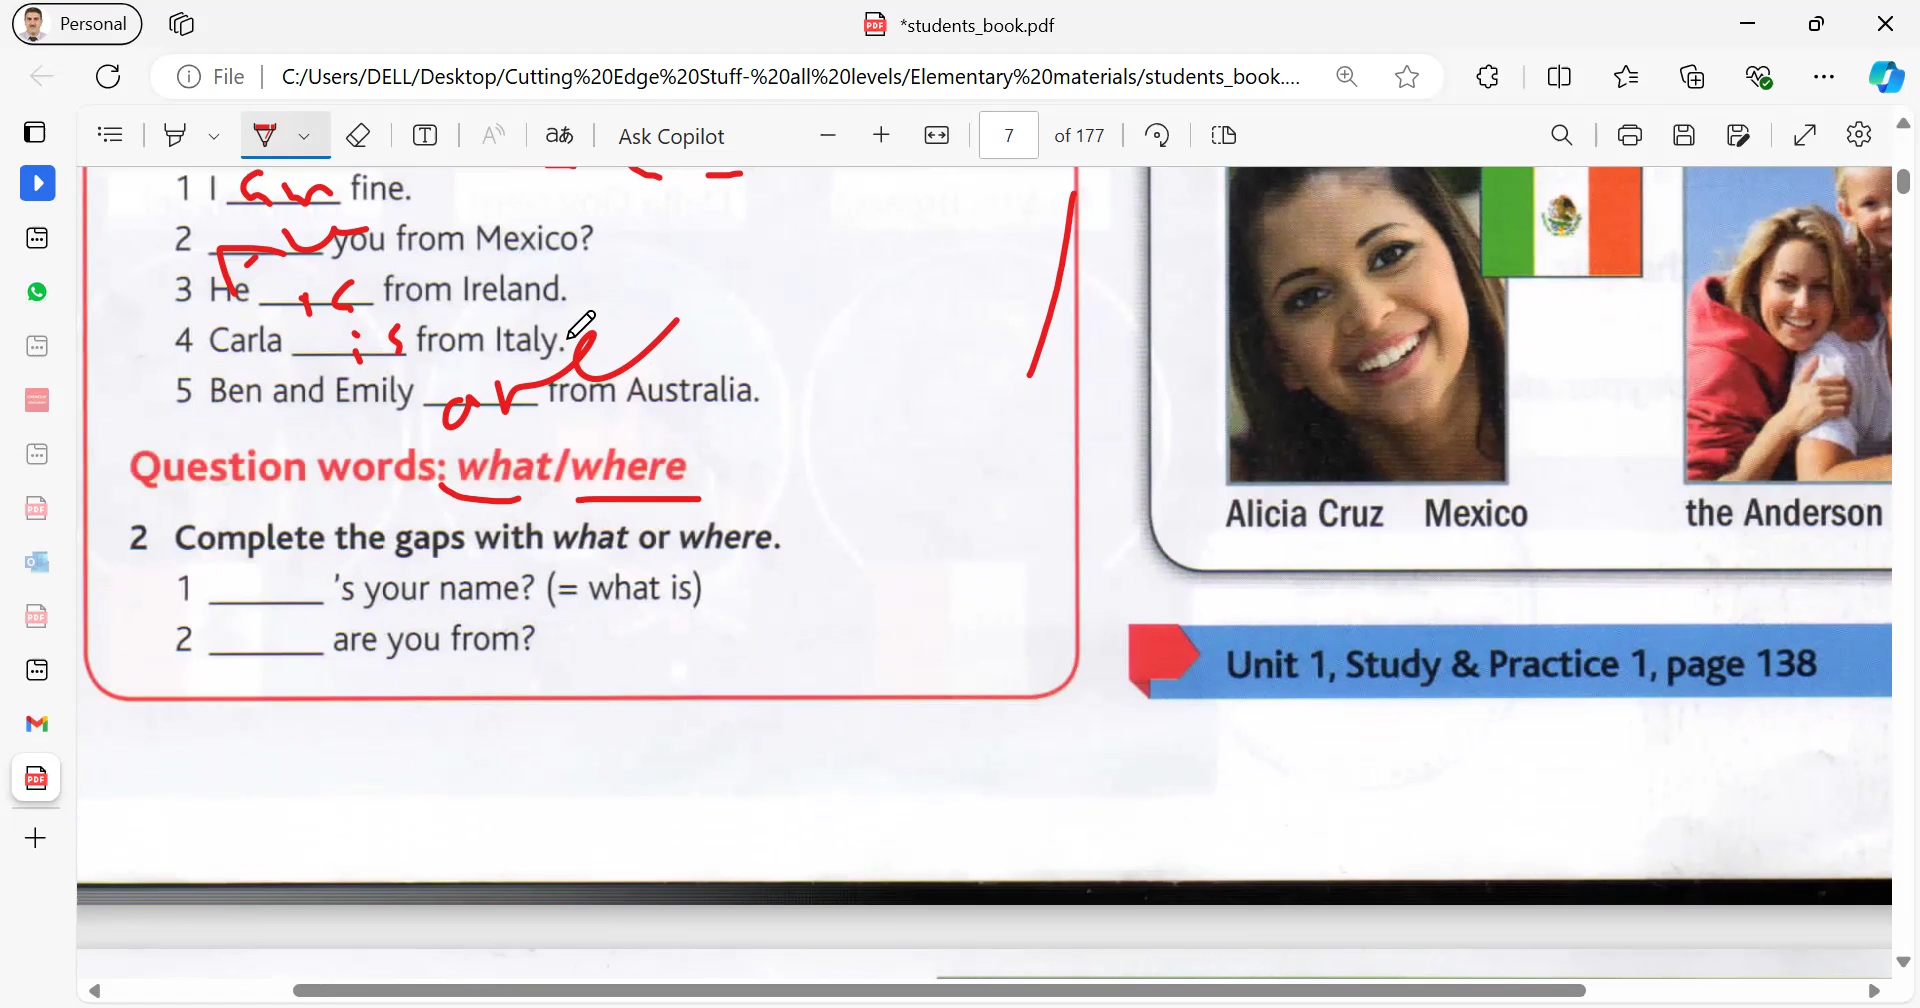 Personal
*students_book.pdf
File
C:/Users/DELL/Desktop/Cutting%20Edge%20Stuff-%20all%20levels/Elementary%20materials/students_book....
Ask Copilot
7 of 177
1 I am fine.
2 ______ you from Mexico?
3 He is from Ireland.
4 Carla is from Italy.
5 Ben and Emily are from Australia.
Question words: what/where
2 Complete the gaps with what or where.
1 ______ 's your name? (= what is)
2 ______ are you from?
Alicia Cruz Mexico
the Anderson
Unit 1, Study & Practice 1, page 138